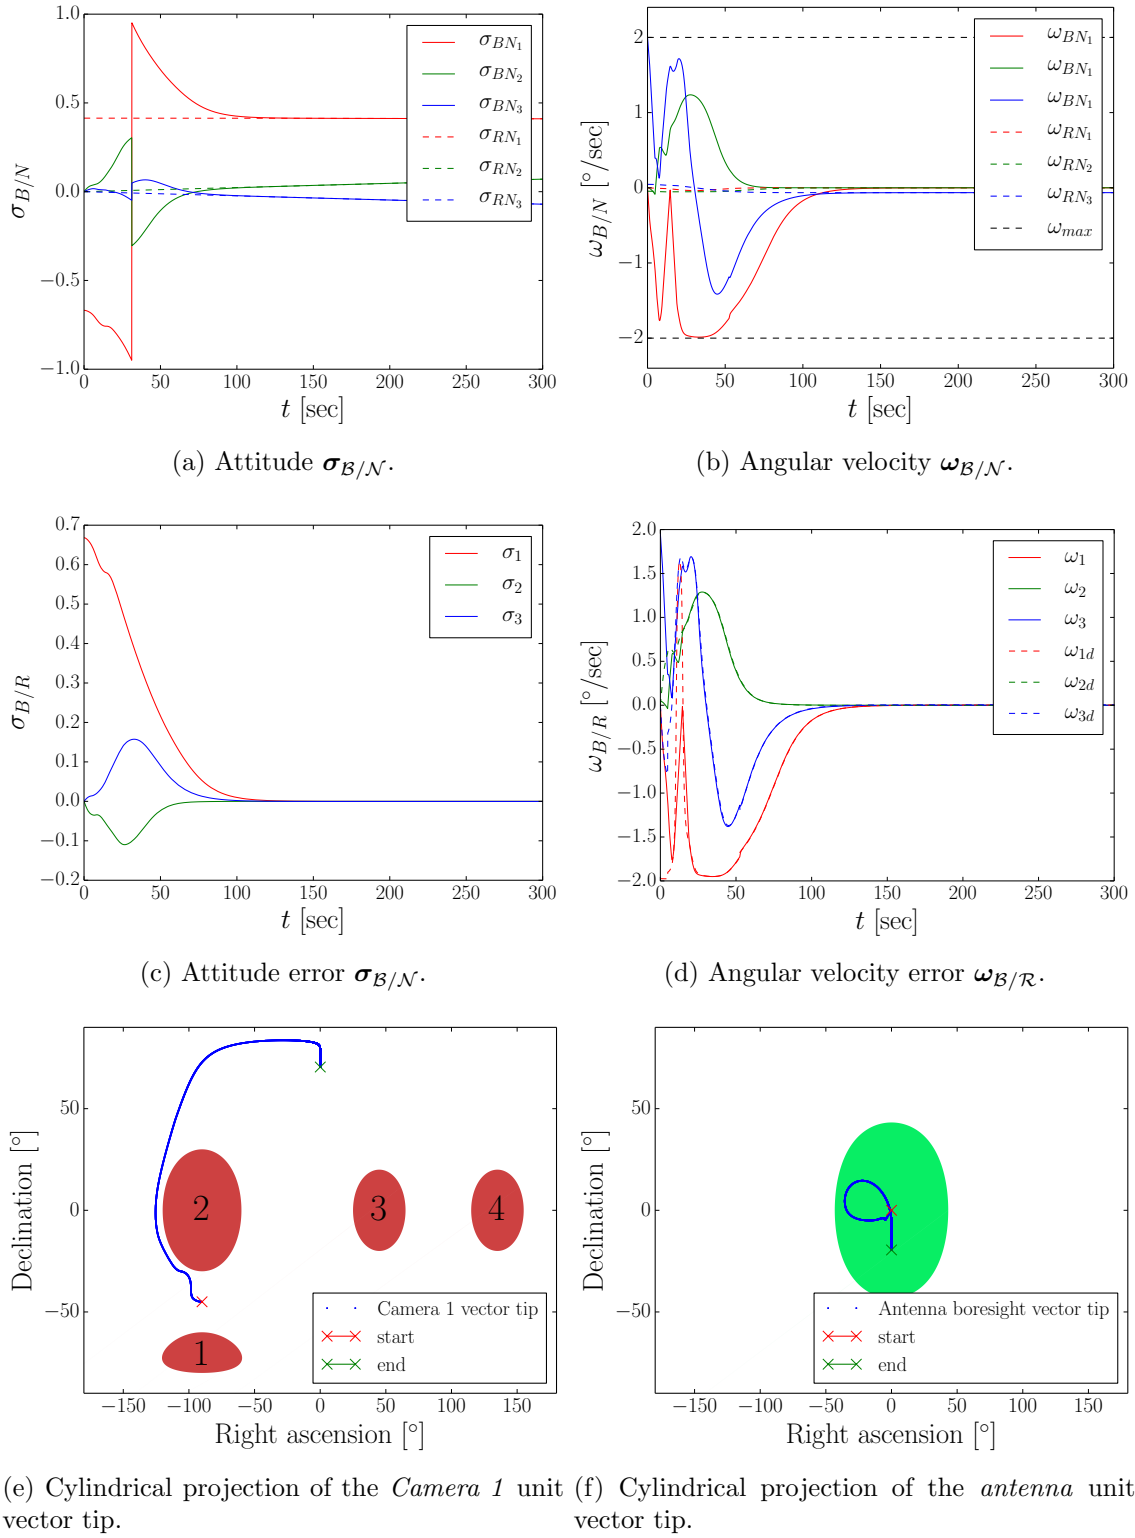 1.0
0.5
0.0
−0.5
−1.0
0 50 100 150 200 250 300
t [sec]
σ_{B/N}
σ_{BN_1}
σ_{BN_2}
σ_{BN_3}
σ_{RN_1}
σ_{RN_2}
σ_{RN_3}
(a) Attitude σ_{B/N}.
2
1
0
−1
−2
0 50 100 150 200 250 300
t [sec]
ω_{B/N} [°/sec]
ω_{BN_1}
ω_{BN_1}
ω_{BN_1}
ω_{RN_1}
ω_{RN_2}
ω_{RN_3}
ω_{max}
(b) Angular velocity ω_{B/N}.
0.7
0.6
0.5
0.4
0.3
0.2
0.1
0.0
−0.1
−0.2
0 50 100 150 200 250 300
t [sec]
σ_{B/R}
σ_1
σ_2
σ_3
(c) Attitude error σ_{B/N}.
2.0
1.5
1.0
0.5
0.0
−0.5
−1.0
−1.5
−2.0
0 50 100 150 200 250 300
t [sec]
ω_{B/R} [°/sec]
ω_1
ω_2
ω_3
ω_{1d}
ω_{2d}
ω_{3d}
(d) Angular velocity error ω_{B/R}.
50
0
−50
−150 −100 −50 0 50 100 150
Right ascension [°]
Declination [°]
2
3
4
1
Camera 1 vector tip
start
end
(e) Cylindrical projection of the Camera 1 unit
vector tip.
50
0
−50
−150 −100 −50 0 50 100 150
Right ascension [°]
Declination [°]
Antenna boresight vector tip
start
end
(f) Cylindrical projection of the antenna unit
vector tip.